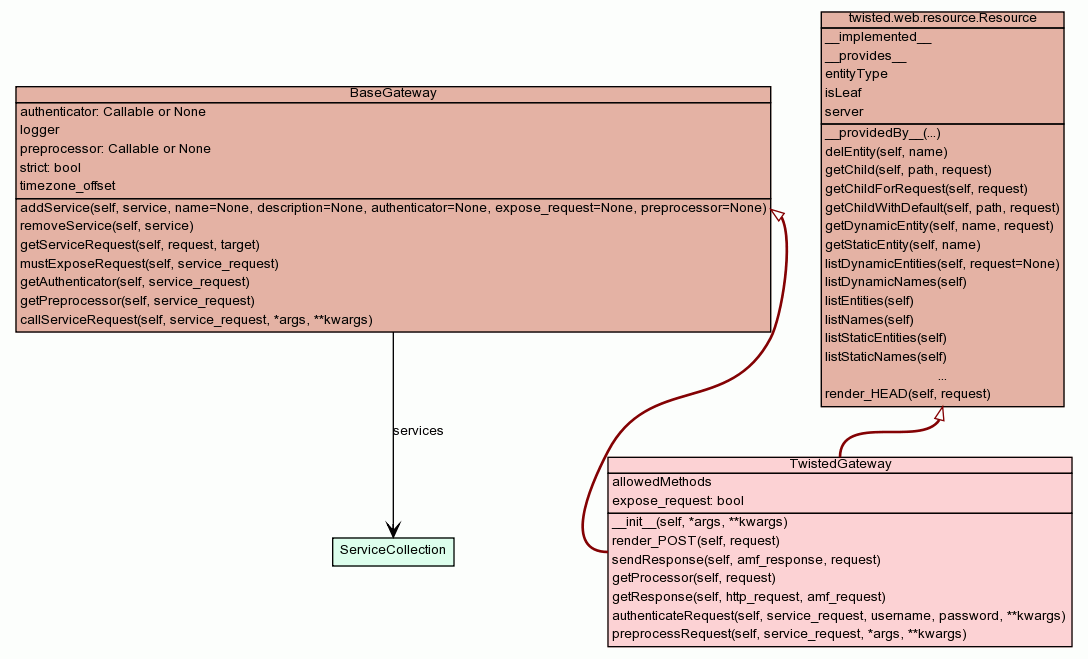 BaseGateway
authenticator: Callable or None
logger
preprocessor: Callable or None
strict: bool
timezone_offset
addService(self, service, name=None, description=None, authenticator=None, expose_request=None, preprocessor=None)
removeService(self, service)
getServiceRequest(self, request, target)
mustExposeRequest(self, service_request)
getAuthenticator(self, service_request)
getPreprocessor(self, service_request)
callServiceRequest(self, service_request, *args, **kwargs)
twisted.web.resource.Resource
__implemented__
__provides__
entityType
isLeaf
server
__providedBy__(...)
delEntity(self, name)
getChild(self, path, request)
getChildForRequest(self, request)
getChildWithDefault(self, path, request)
getDynamicEntity(self, name, request)
getStaticEntity(self, name)
listDynamicEntities(self, request=None)
listDynamicNames(self)
listEntities(self)
listNames(self)
listStaticEntities(self)
listStaticNames(self)
...
render_HEAD(self, request)
services
ServiceCollection
TwistedGateway
allowedMethods
expose_request: bool
__init__(self, *args, **kwargs)
render_POST(self, request)
sendResponse(self, amf_response, request)
getProcessor(self, request)
getResponse(self, http_request, amf_request)
authenticateRequest(self, service_request, username, password, **kwargs)
preprocessRequest(self, service_request, *args, **kwargs)